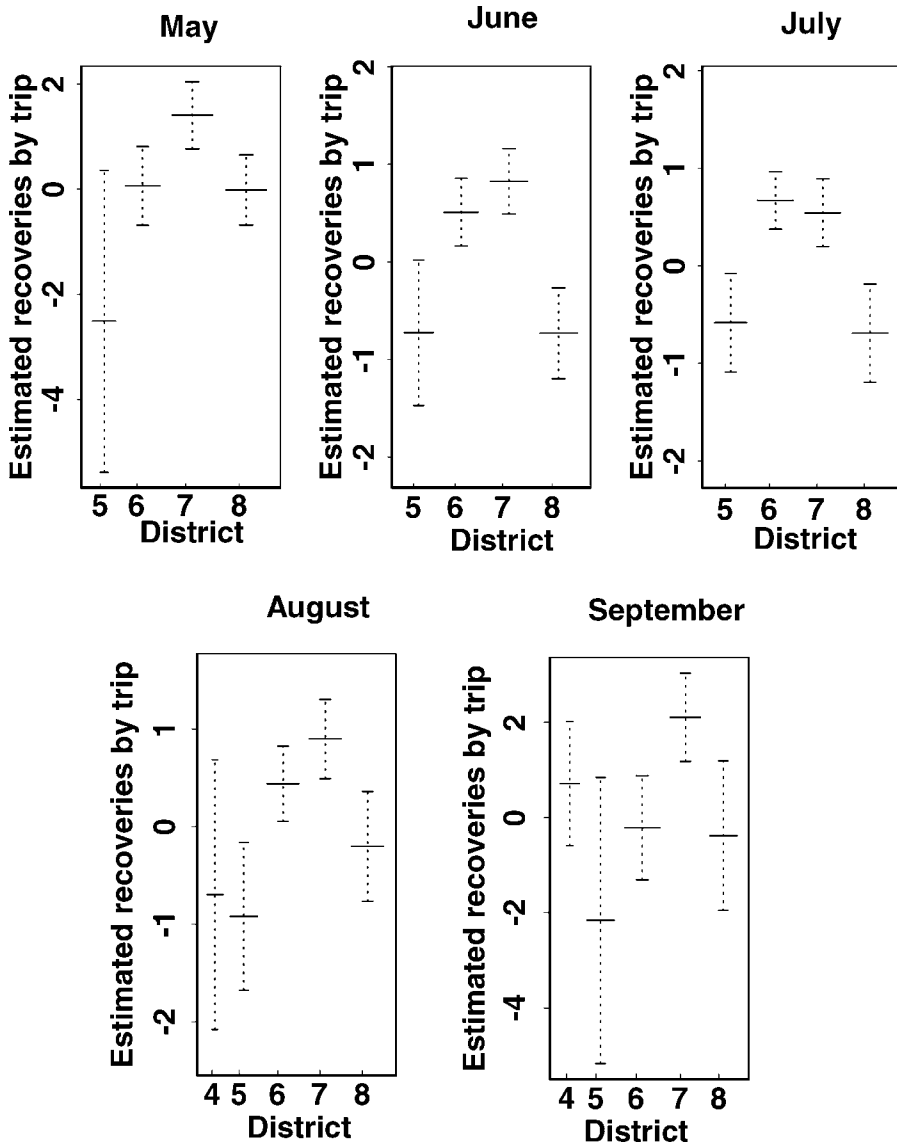 May
Estimated recoveries by trip
2
0
-2
-4
5 6 7 8
District
June
Estimated recoveries by trip
2
1
0
-1
-2
5 6 7 8
District
July
Estimated recoveries by trip
2
1
0
-1
-2
5 6 7 8
District
August
Estimated recoveries by trip
1
0
-1
-2
4 5 6 7 8
District
September
Estimated recoveries by trip
2
0
-2
-4
4 5 6 7 8
District